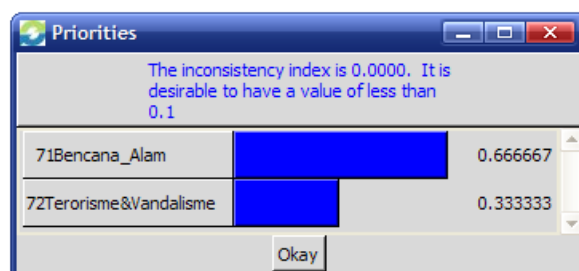 Priorities
The inconsistency index is 0.0000. It is
desirable to have a value of less than
0.1
71Bencana_Alam 0.666667
72Terorisme&Vandalisme 0.333333
Okay